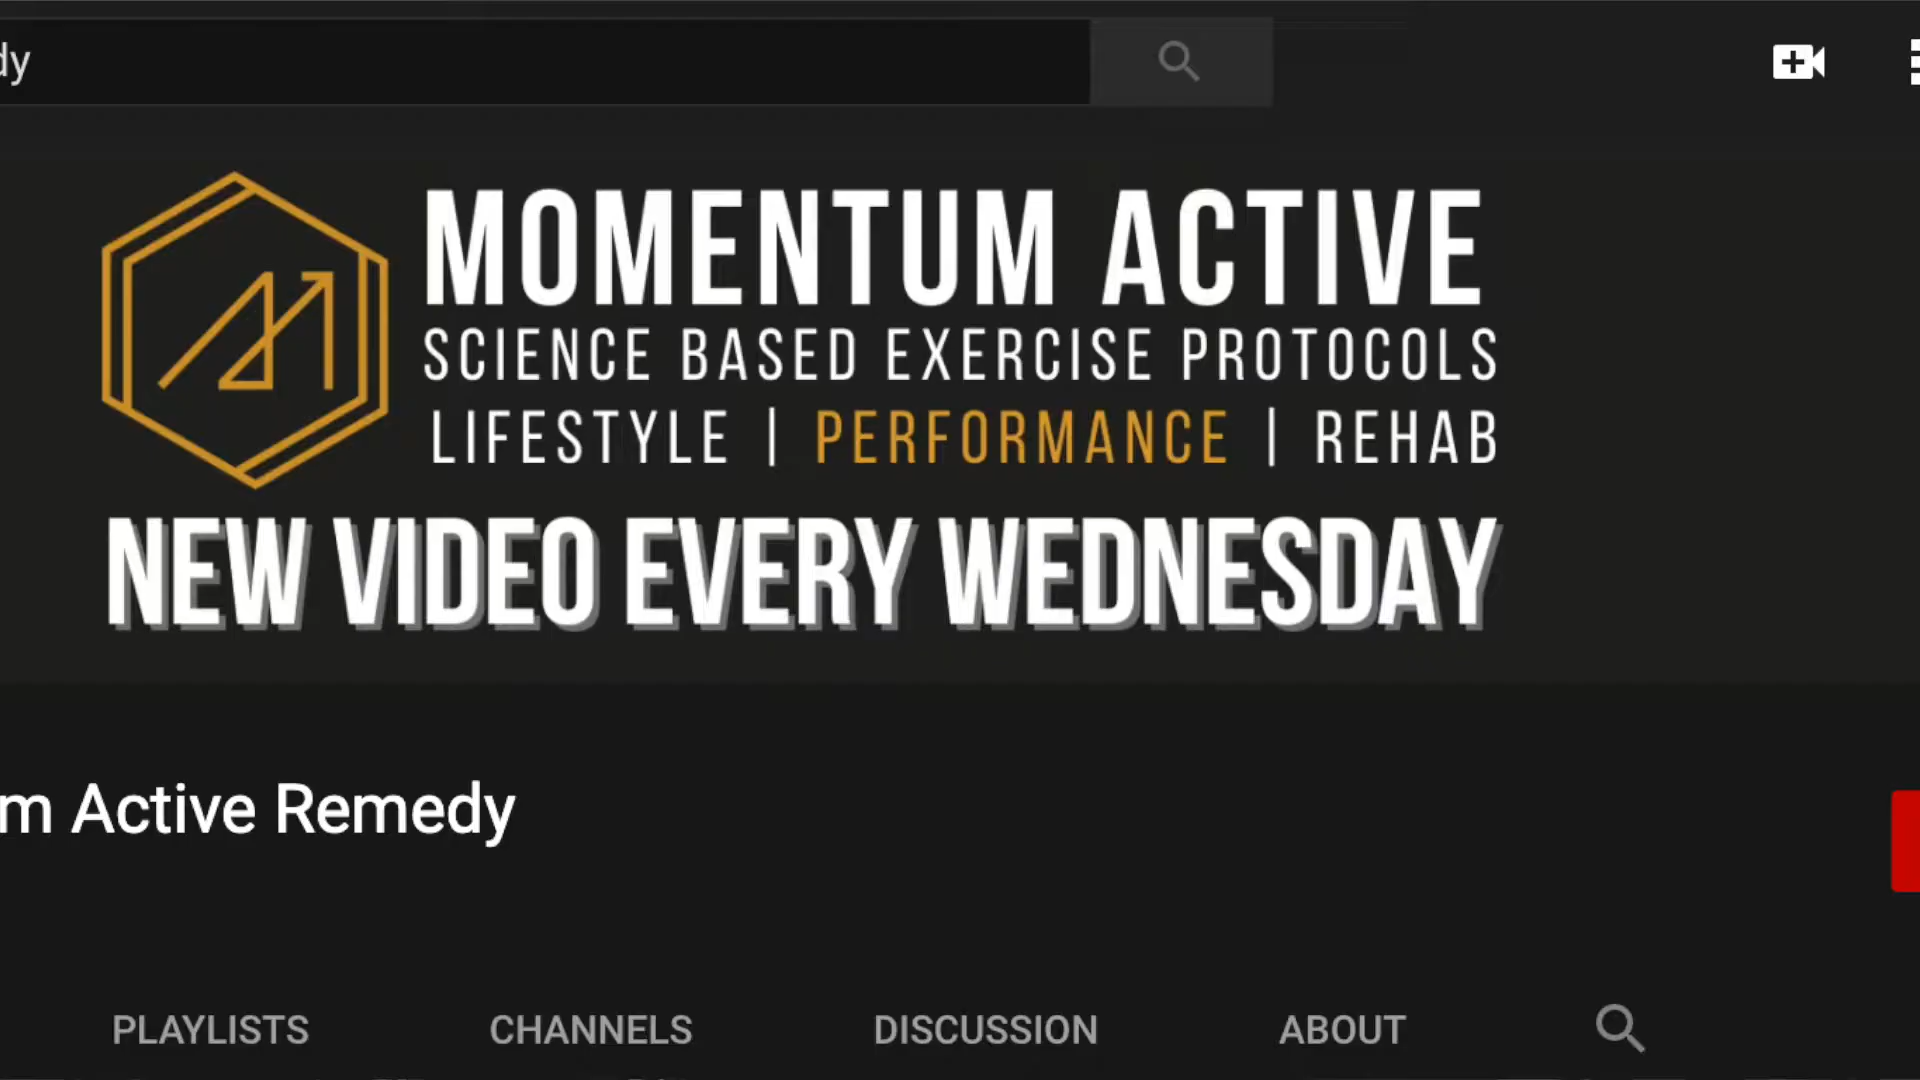 dy
MOMENTUM ACTIVE
SCIENCE BASED EXERCISE PROTOCOLS
LIFESTYLE | PERFORMANCE | REHAB
NEW VIDEO EVERY WEDNESDAY
m Active Remedy
PLAYLISTS CHANNELS DISCUSSION ABOUT